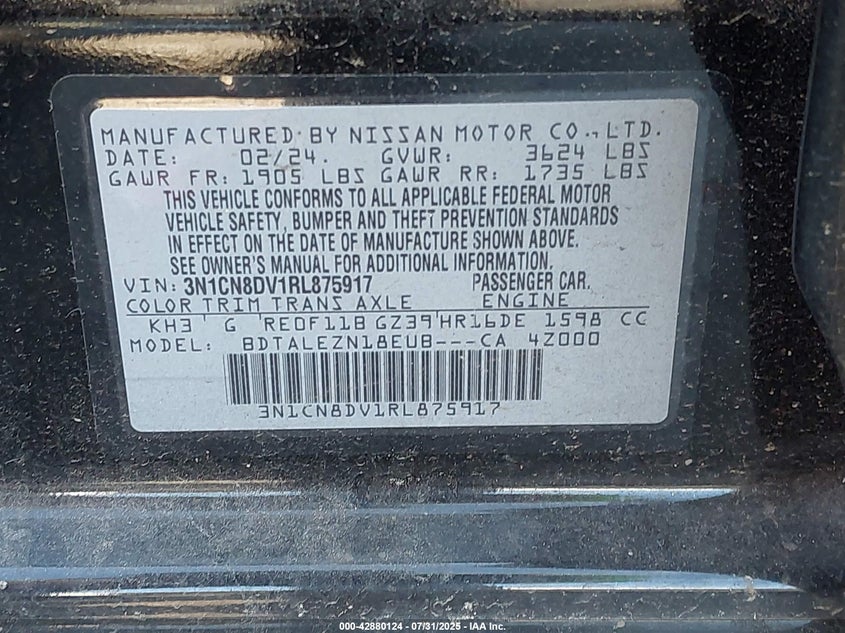 MANUFACTURED BY NISSAN MOTOR CO., LTD.
DATE: 02/24. GVWR: 3624 LBS
GAWR FR: 1905 LBS GAWR RR: 1735 LBS
THIS VEHICLE CONFORMS TO ALL APPLICABLE FEDERAL MOTOR
VEHICLE SAFETY, BUMPER AND THEFT PREVENTION STANDARDS
IN EFFECT ON THE DATE OF MANUFACTURE SHOWN ABOVE.
SEE OWNER'S MANUAL FOR ADDITIONAL INFORMATION.
VIN: 3N1CN8DV1RL875917 PASSENGER CAR.
COLOR TRIM TRANS AXLE ENGINE
KH3 G RE0F11B GZ39 HR16DE 1598 CC
MODEL: BDTALEZN18EUB---CA 4Z000
3N1CN8DV1RL875917
000-42880124 - 07/31/2025 - IAA Inc.